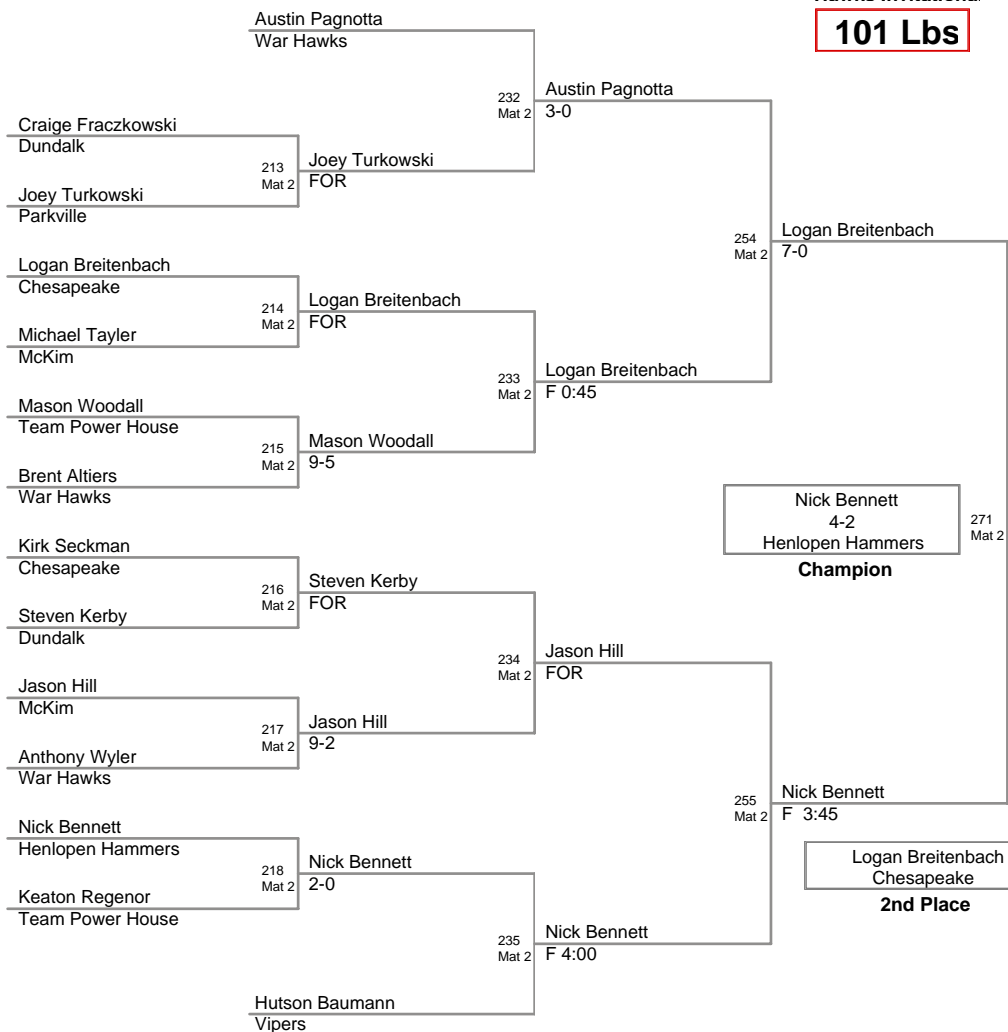 101 Lbs
Austin Pagnotta
War Hawks
232
Mat 2
Austin Pagnotta
3-0
Craige Fraczkowski
Dundalk
213
Mat 2
Joey Turkowski
FOR
Joey Turkowski
Parkville
254
Mat 2
Logan Breitenbach
7-0
Logan Breitenbach
Chesapeake
214
Mat 2
Logan Breitenbach
FOR
Michael Tayler
McKim
233
Mat 2
Logan Breitenbach
F 0:45
Mason Woodall
Team Power House
215
Mat 2
Mason Woodall
9-5
Brent Altiers
War Hawks
Nick Bennett
4-2
Henlopen Hammers
Champion
271
Mat 2
Kirk Seckman
Chesapeake
216
Mat 2
Steven Kerby
FOR
Steven Kerby
Dundalk
234
Mat 2
Jason Hill
FOR
Jason Hill
McKim
217
Mat 2
Jason Hill
9-2
Anthony Wyler
War Hawks
255
Mat 2
Nick Bennett
F 3:45
Nick Bennett
Henlopen Hammers
218
Mat 2
Nick Bennett
2-0
Keaton Regenor
Team Power House
Logan Breitenbach
Chesapeake
2nd Place
235
Mat 2
Nick Bennett
F 4:00
Hutson Baumann
Vipers